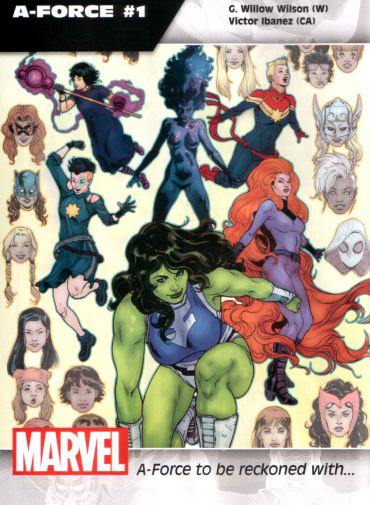 A-FORCE #1
G. Willow Wilson (W)
Victor Ibanez (CA)
MARVEL
A-Force to be reckoned with...